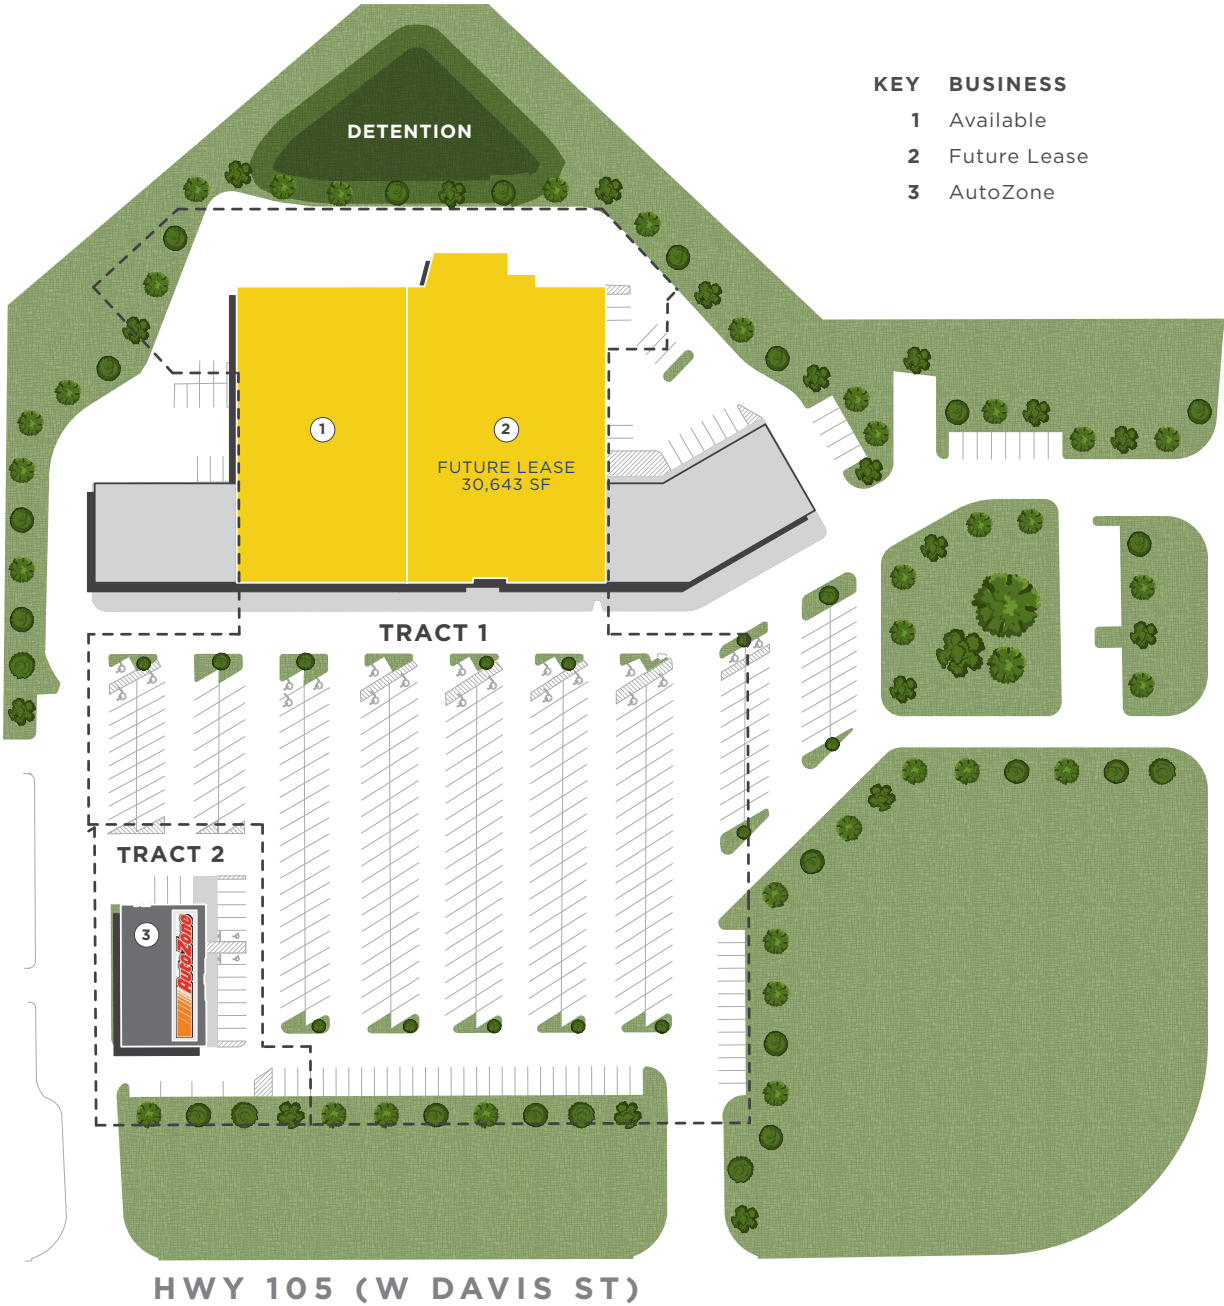 KEY BUSINESS
1 Available
2 Future Lease
3 AutoZone
DETENTION
1
2
FUTURE LEASE
30,643 SF
TRACT 1
TRACT 2
3
AutoZone
HWY 105 (W DAVIS ST)